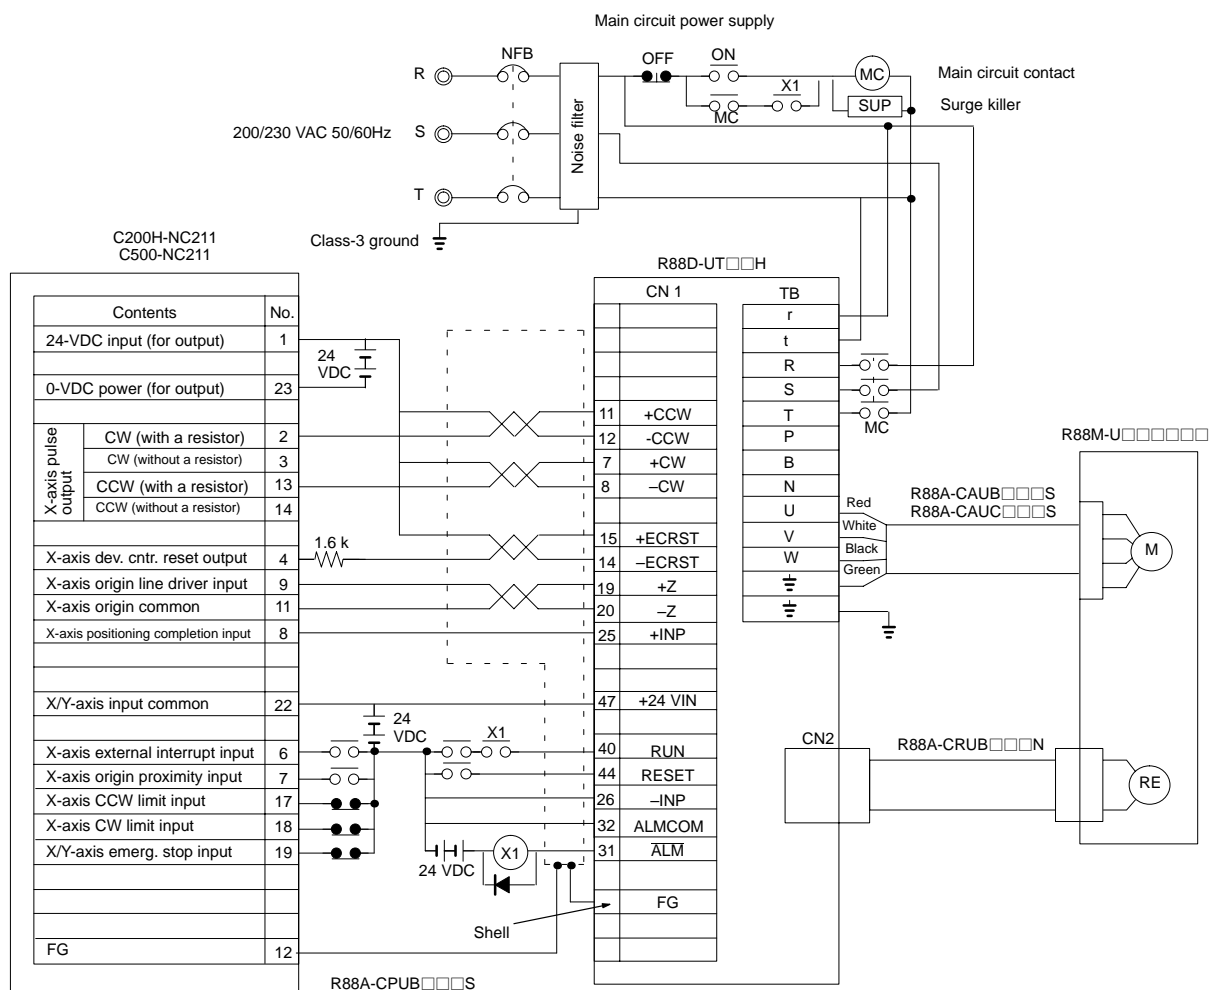 Main circuit power supply
NFB
OFF
ON
R
MC
Main circuit contact
X1
SUP
Surge killer
MC
Noise filter
200/230 VAC 50/60Hz
S
T
Class-3 ground
C200H-NC211
C500-NC211
Contents No.
24-VDC input (for output) 1
0-VDC power (for output) 23
X-axis pulse output
CW (with a resistor) 2
CW (without a resistor) 3
CCW (with a resistor) 13
CCW (without a resistor) 14
X-axis dev. cntr. reset output 4
X-axis origin line driver input 9
X-axis origin common 11
X-axis positioning completion input 8
X/Y-axis input common 22
X-axis external interrupt input 6
X-axis origin proximity input 7
X-axis CCW limit input 17
X-axis CW limit input 18
X/Y-axis emerg. stop input 19
FG 12
24
VDC
1.6 k
24
VDC
X1
24 VDC
X1
Shell
R88A-CPUB□□□S
R88D-UT□□H
CN 1
11 +CCW
12 -CCW
7 +CW
8 –CW
15 +ECRST
14 –ECRST
19 +Z
20 –Z
25 +INP
47 +24 VIN
40 RUN
44 RESET
26 –INP
32 ALMCOM
31 ALM
FG
TB
r
t
R
S
T
P
B
N
U
V
W
MC
Red
White
Black
Green
R88A-CAUB□□□S
R88A-CAUC□□□S
R88M-U□□□□□□
M
CN2
R88A-CRUB□□□N
RE